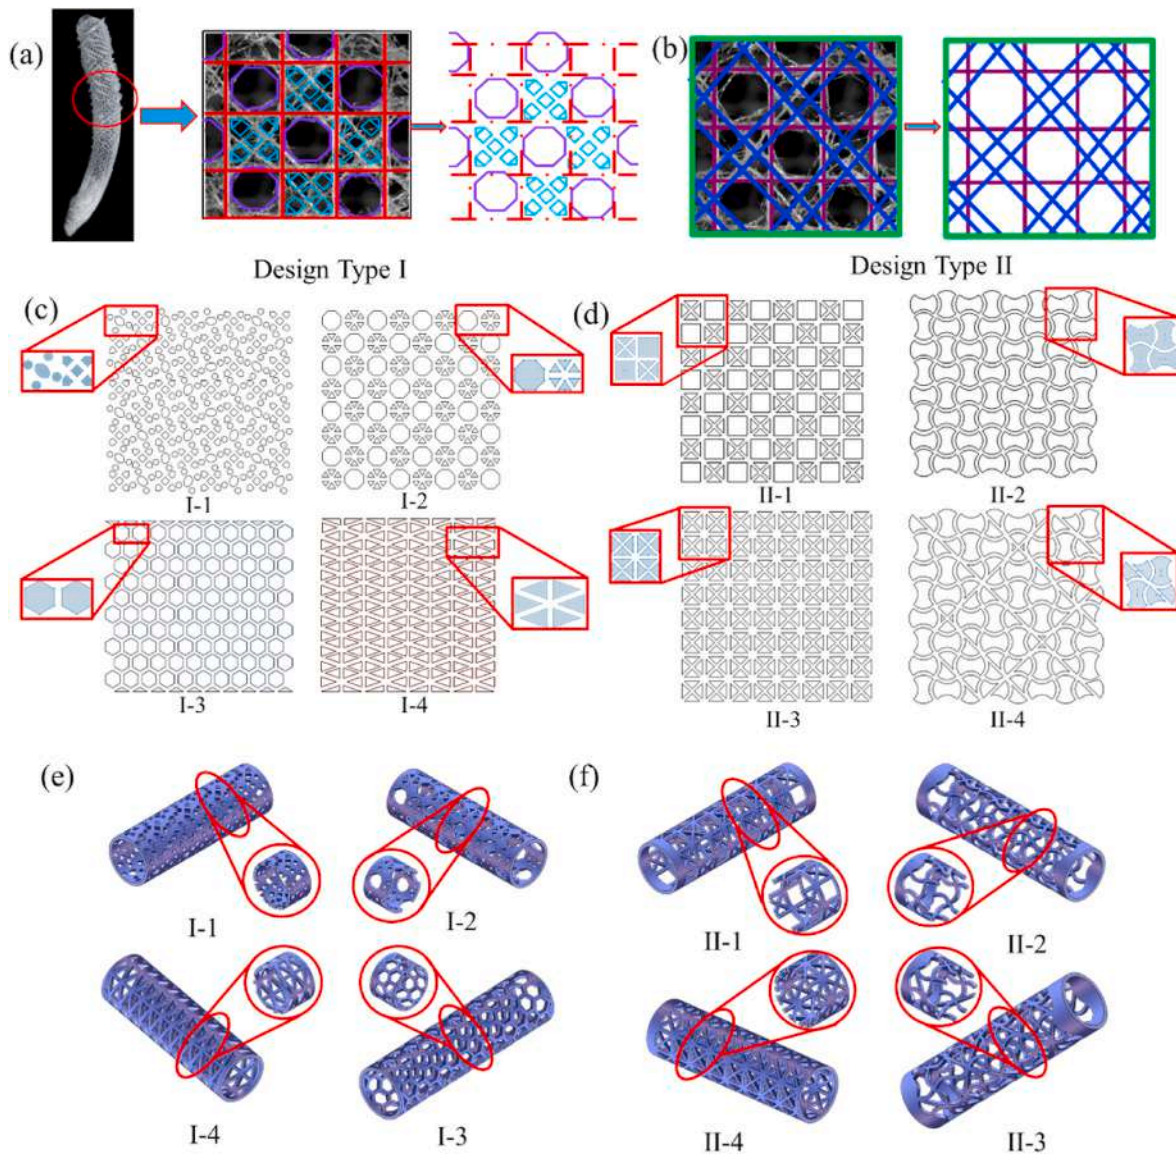 (a)
(b)
Design Type I
Design Type II
(c)
(d)
I-1
I-2
II-1
II-2
I-3
I-4
II-3
II-4
(e)
(f)
I-1
I-2
II-1
II-2
I-4
I-3
II-4
II-3